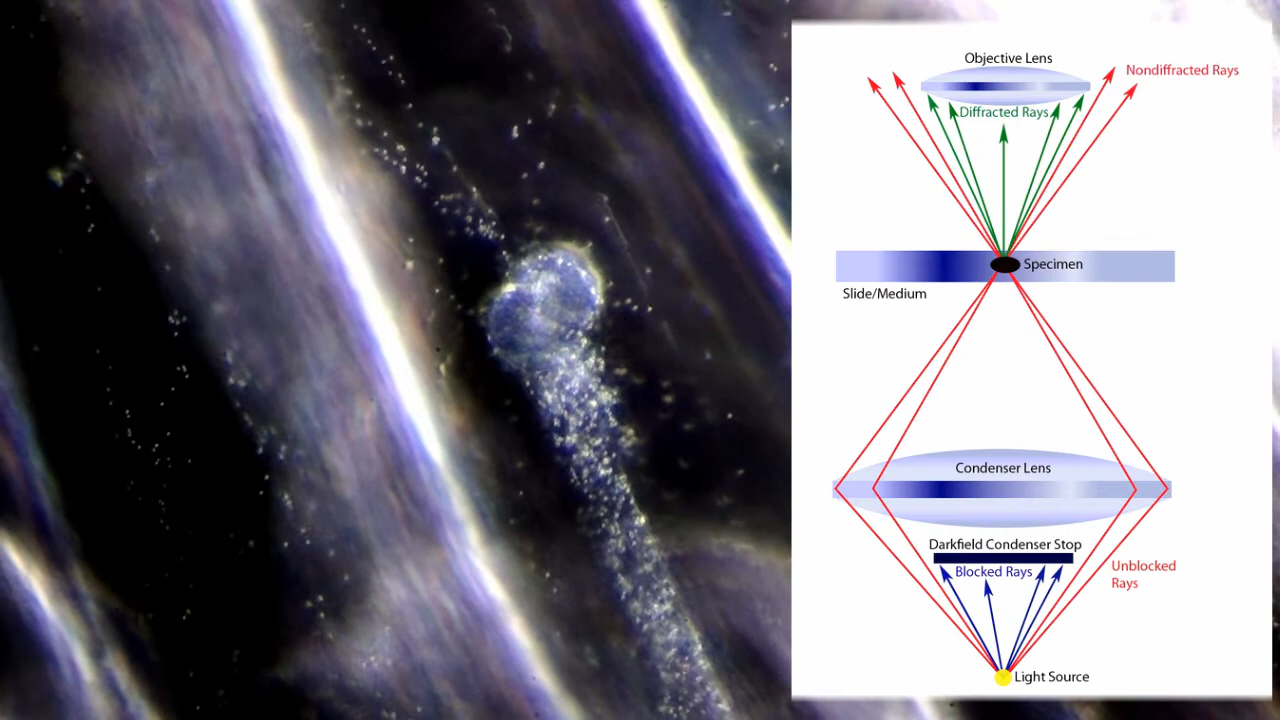 Objective Lens
Nondiffracted Rays
Diffracted Rays
Specimen
Slide/Medium
Condenser Lens
Darkfield Condenser Stop
Blocked Rays
Unblocked
Rays
Light Source